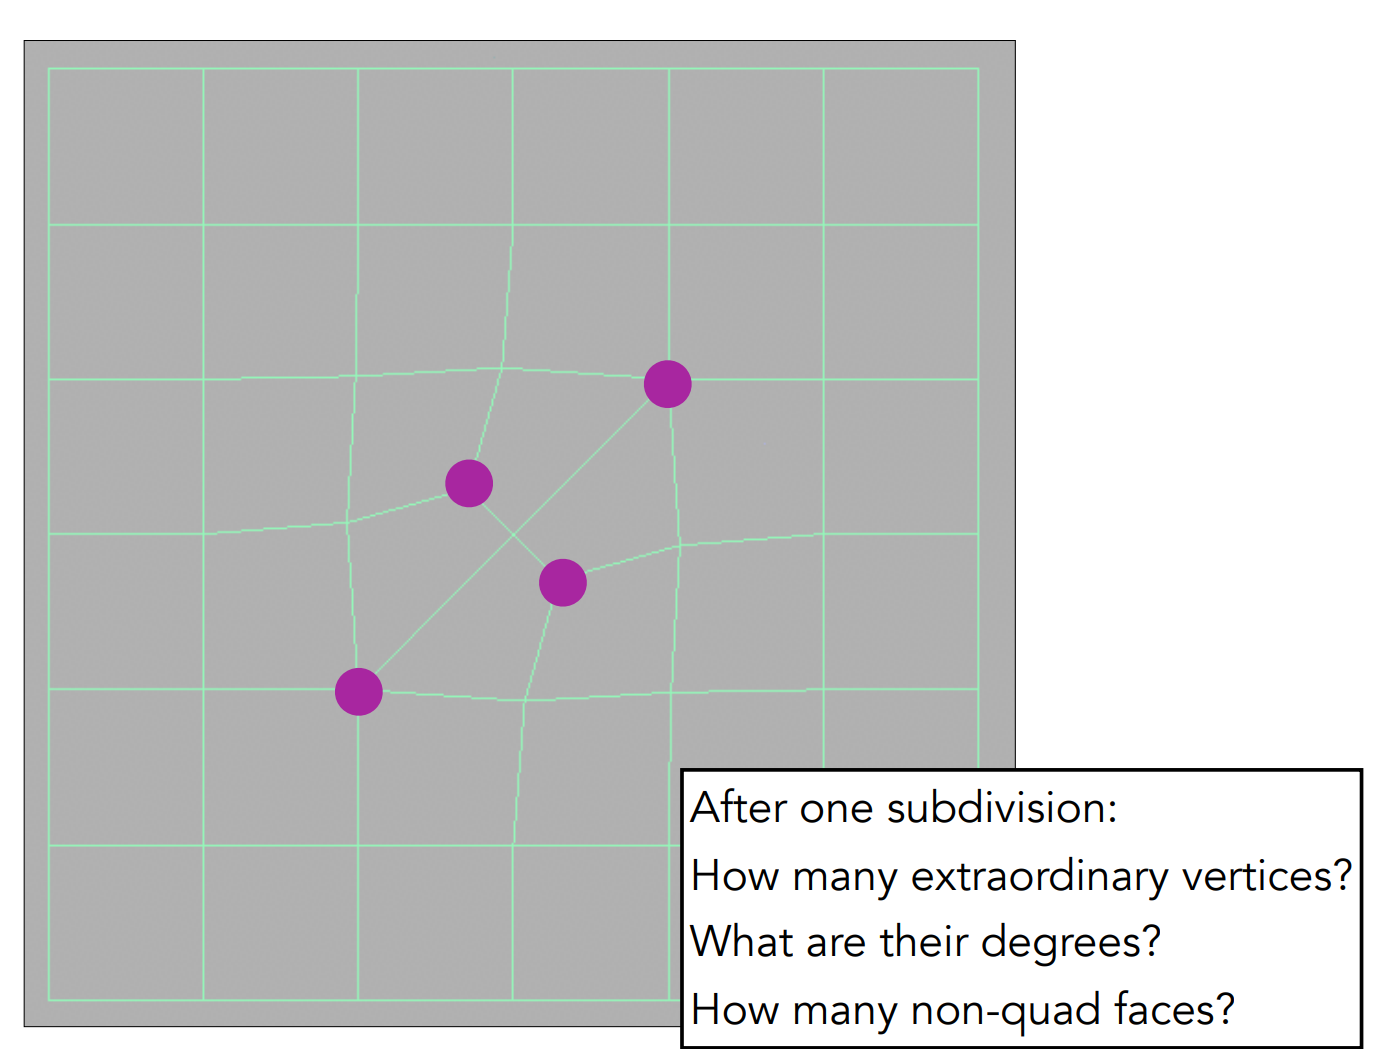 After one subdivision:
How many extraordinary vertices?
What are their degrees?
How many non-quad faces?